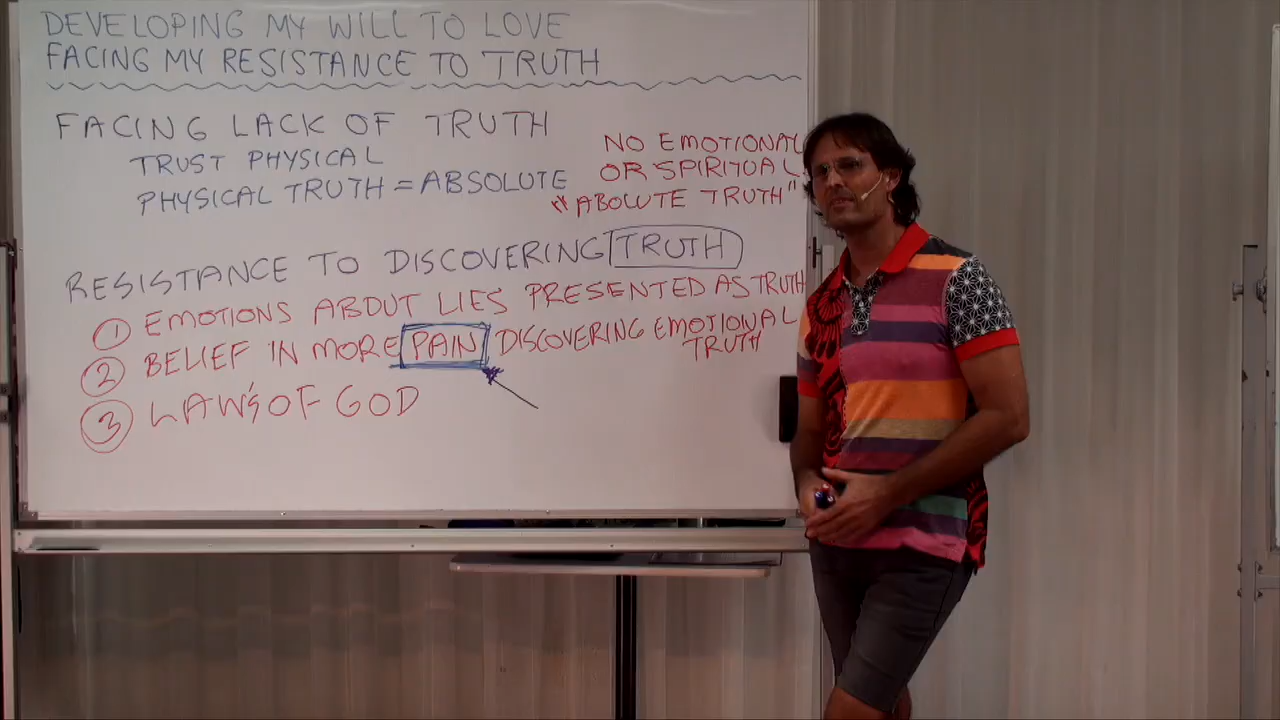 DEVELOPING MY WILL TO LOVE
FACING MY RESISTANCE TO TRUTH
FACING LACK OF TRUTH
TRUST PHYSICAL
PHYSICAL TRUTH = ABSOLUTE
NO EMOTIONAL
OR SPIRITUAL
"ABOLUTE TRUTH"
RESISTANCE TO DISCOVERING TRUTH
① EMOTIONS ABOUT LIES PRESENTED AS TRUTH
② BELIEF IN MORE PAIN DISCOVERING EMOTIONAL
TRUTH
③ LAW'S OF GOD